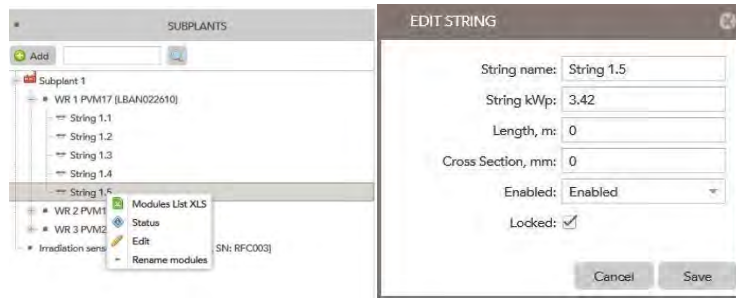 SUBPLANTS
Add
Subplant 1
WR 1 PVM17 [LBAN022610]
String 1.1
String 1.2
String 1.3
String 1.4
String 1.5
Modules List XLS
Status
Edit
Rename modules
WR 2 PVM1
WR 3 PVM2
Irradiation sens
SN: RFC003]
EDIT STRING
String name: String 1.5
String kWp: 3.42
Length, m: 0
Cross Section, mm: 0
Enabled: Enabled
Locked:
Cancel Save